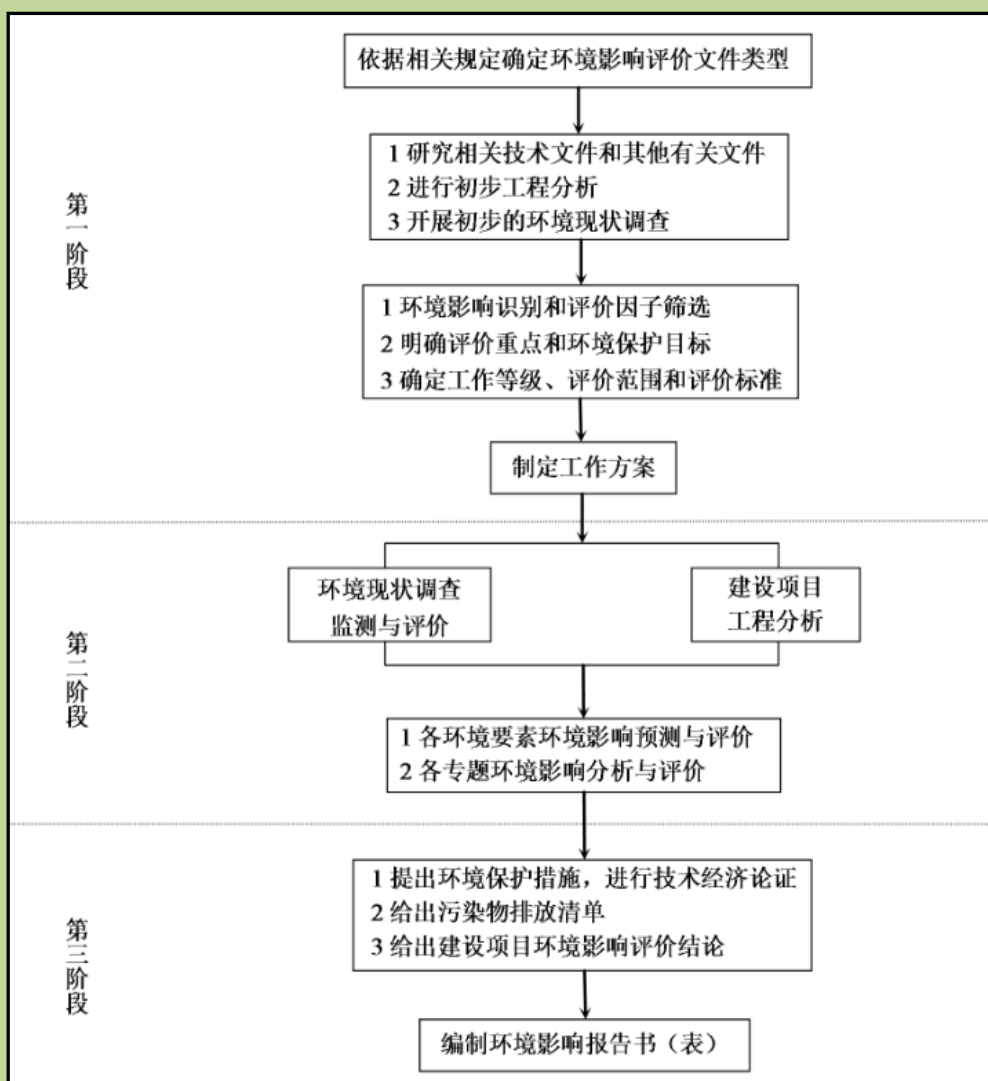 依据相关规定确定环境影响评价文件类型
1 研究相关技术文件和其他有关文件
2 进行初步工程分析
3 开展初步的环境现状调查
第一阶段
1 环境影响识别和评价因子筛选
2 明确评价重点和环境保护目标
3 确定工作等级、评价范围和评价标准
制定工作方案
环境现状调查
监测与评价
建设项目
工程分析
第二阶段
1 各环境要素环境影响预测与评价
2 各专题环境影响分析与评价
1 提出环境保护措施，进行技术经济论证
2 给出污染物排放清单
3 给出建设项目环境影响评价结论
第三阶段
编制环境影响报告书（表）